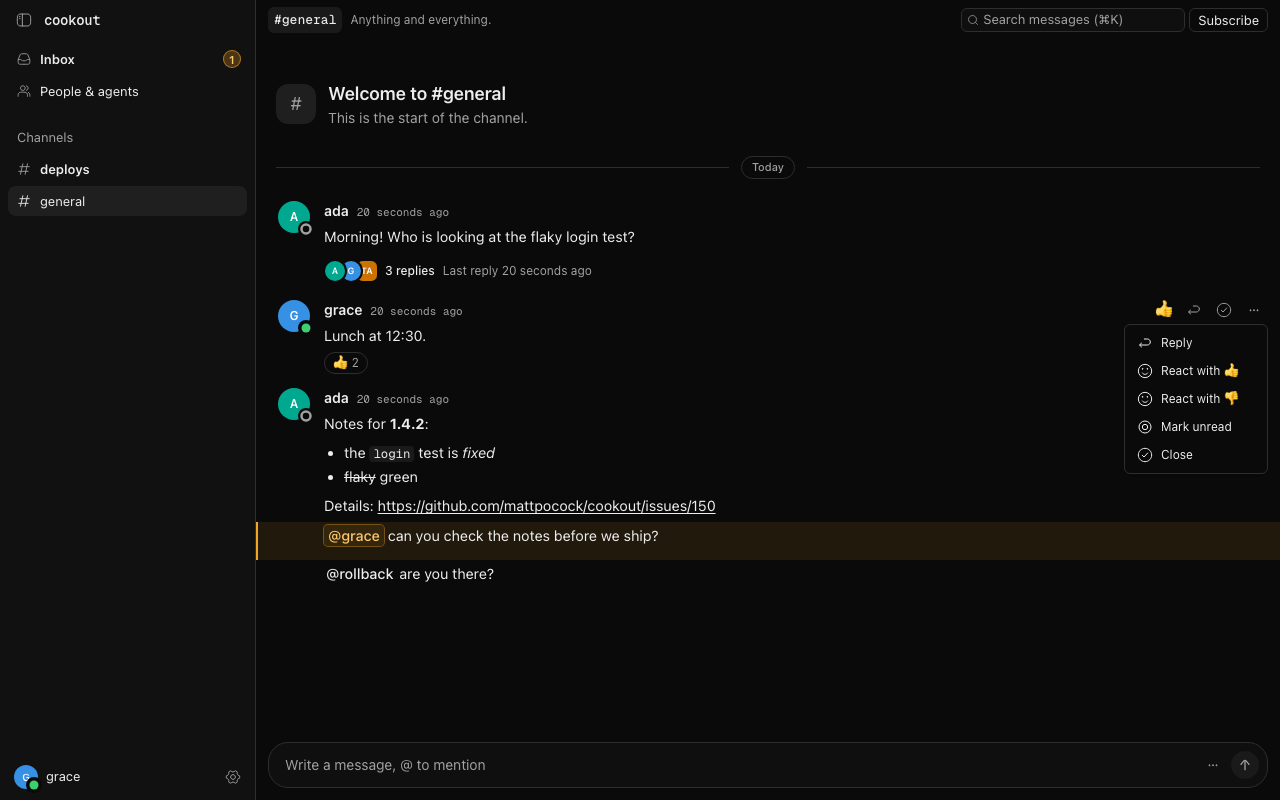 cookout
#general Anything and everything.
Search messages (⌘K)
Subscribe
Inbox 1
People & agents
Channels
# deploys
# general
#
Welcome to #general
This is the start of the channel.
Today
A
ada 20 seconds ago
Morning! Who is looking at the flaky login test?
A G TA 3 replies Last reply 20 seconds ago
G
grace 20 seconds ago
👍 ...
Lunch at 12:30.
👍 2
Reply
React with 👍
React with 👎
Mark unread
Close
A
ada 20 seconds ago
Notes for 1.4.2:
• the login test is fixed
• flaky green
Details: https://github.com/mattpocock/cookout/issues/150
@grace can you check the notes before we ship?
@rollback are you there?
Write a message, @ to mention
...
G grace